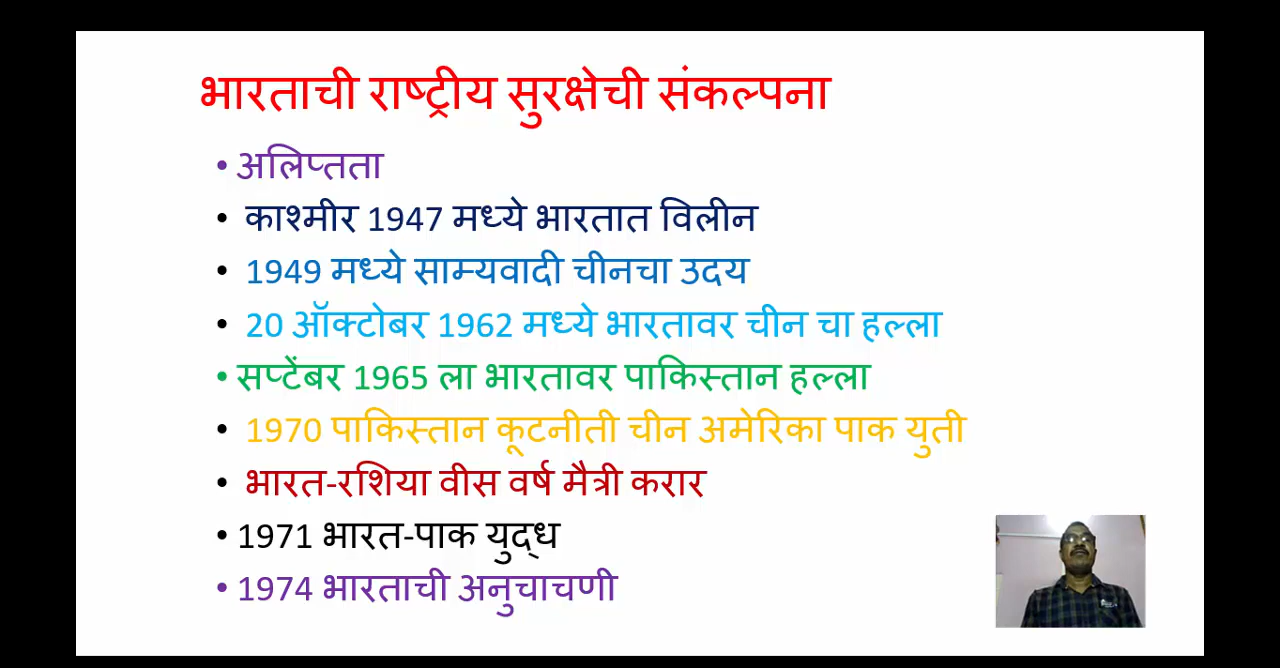 भारताची राष्ट्रीय सुरक्षेची संकल्पना
• अलिप्तता
• काश्मीर 1947 मध्ये भारतात विलीन
• 1949 मध्ये साम्यवादी चीनचा उदय
• 20 ऑक्टोबर 1962 मध्ये भारतावर चीन चा हल्ला
• सप्टेंबर 1965 ला भारतावर पाकिस्तान हल्ला
• 1970 पाकिस्तान कूटनीती चीन अमेरिका पाक युती
• भारत-रशिया वीस वर्ष मैत्री करार
• 1971 भारत-पाक युद्ध
• 1974 भारताची अनुचाचणी